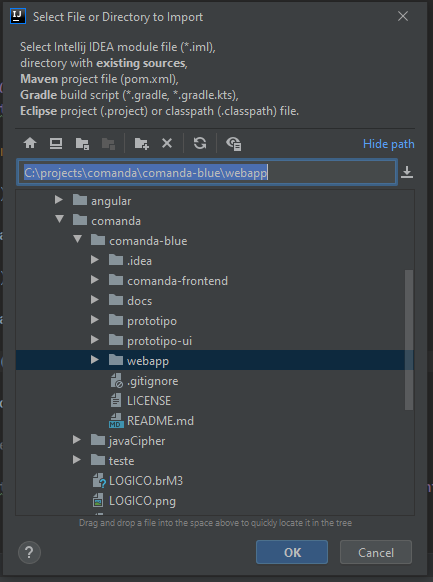 IJ
Select File or Directory to Import
Select Intellij IDEA module file (*.iml),
directory with existing sources,
Maven project file (pom.xml),
Gradle build script (*.gradle, *.gradle.kts),
Eclipse project (.project) or classpath (.classpath) file.
Hide path
C:\projects\comanda\comanda-blue\webapp
angular
comanda
comanda-blue
.idea
comanda-frontend
docs
prototipo
prototipo-ui
webapp
.gitignore
LICENSE
MD
README.md
javaCipher
teste
LOGICO.brM3
LOGICO.png
Drag and drop a file into the space above to quickly locate it in the tree
?
OK
Cancel